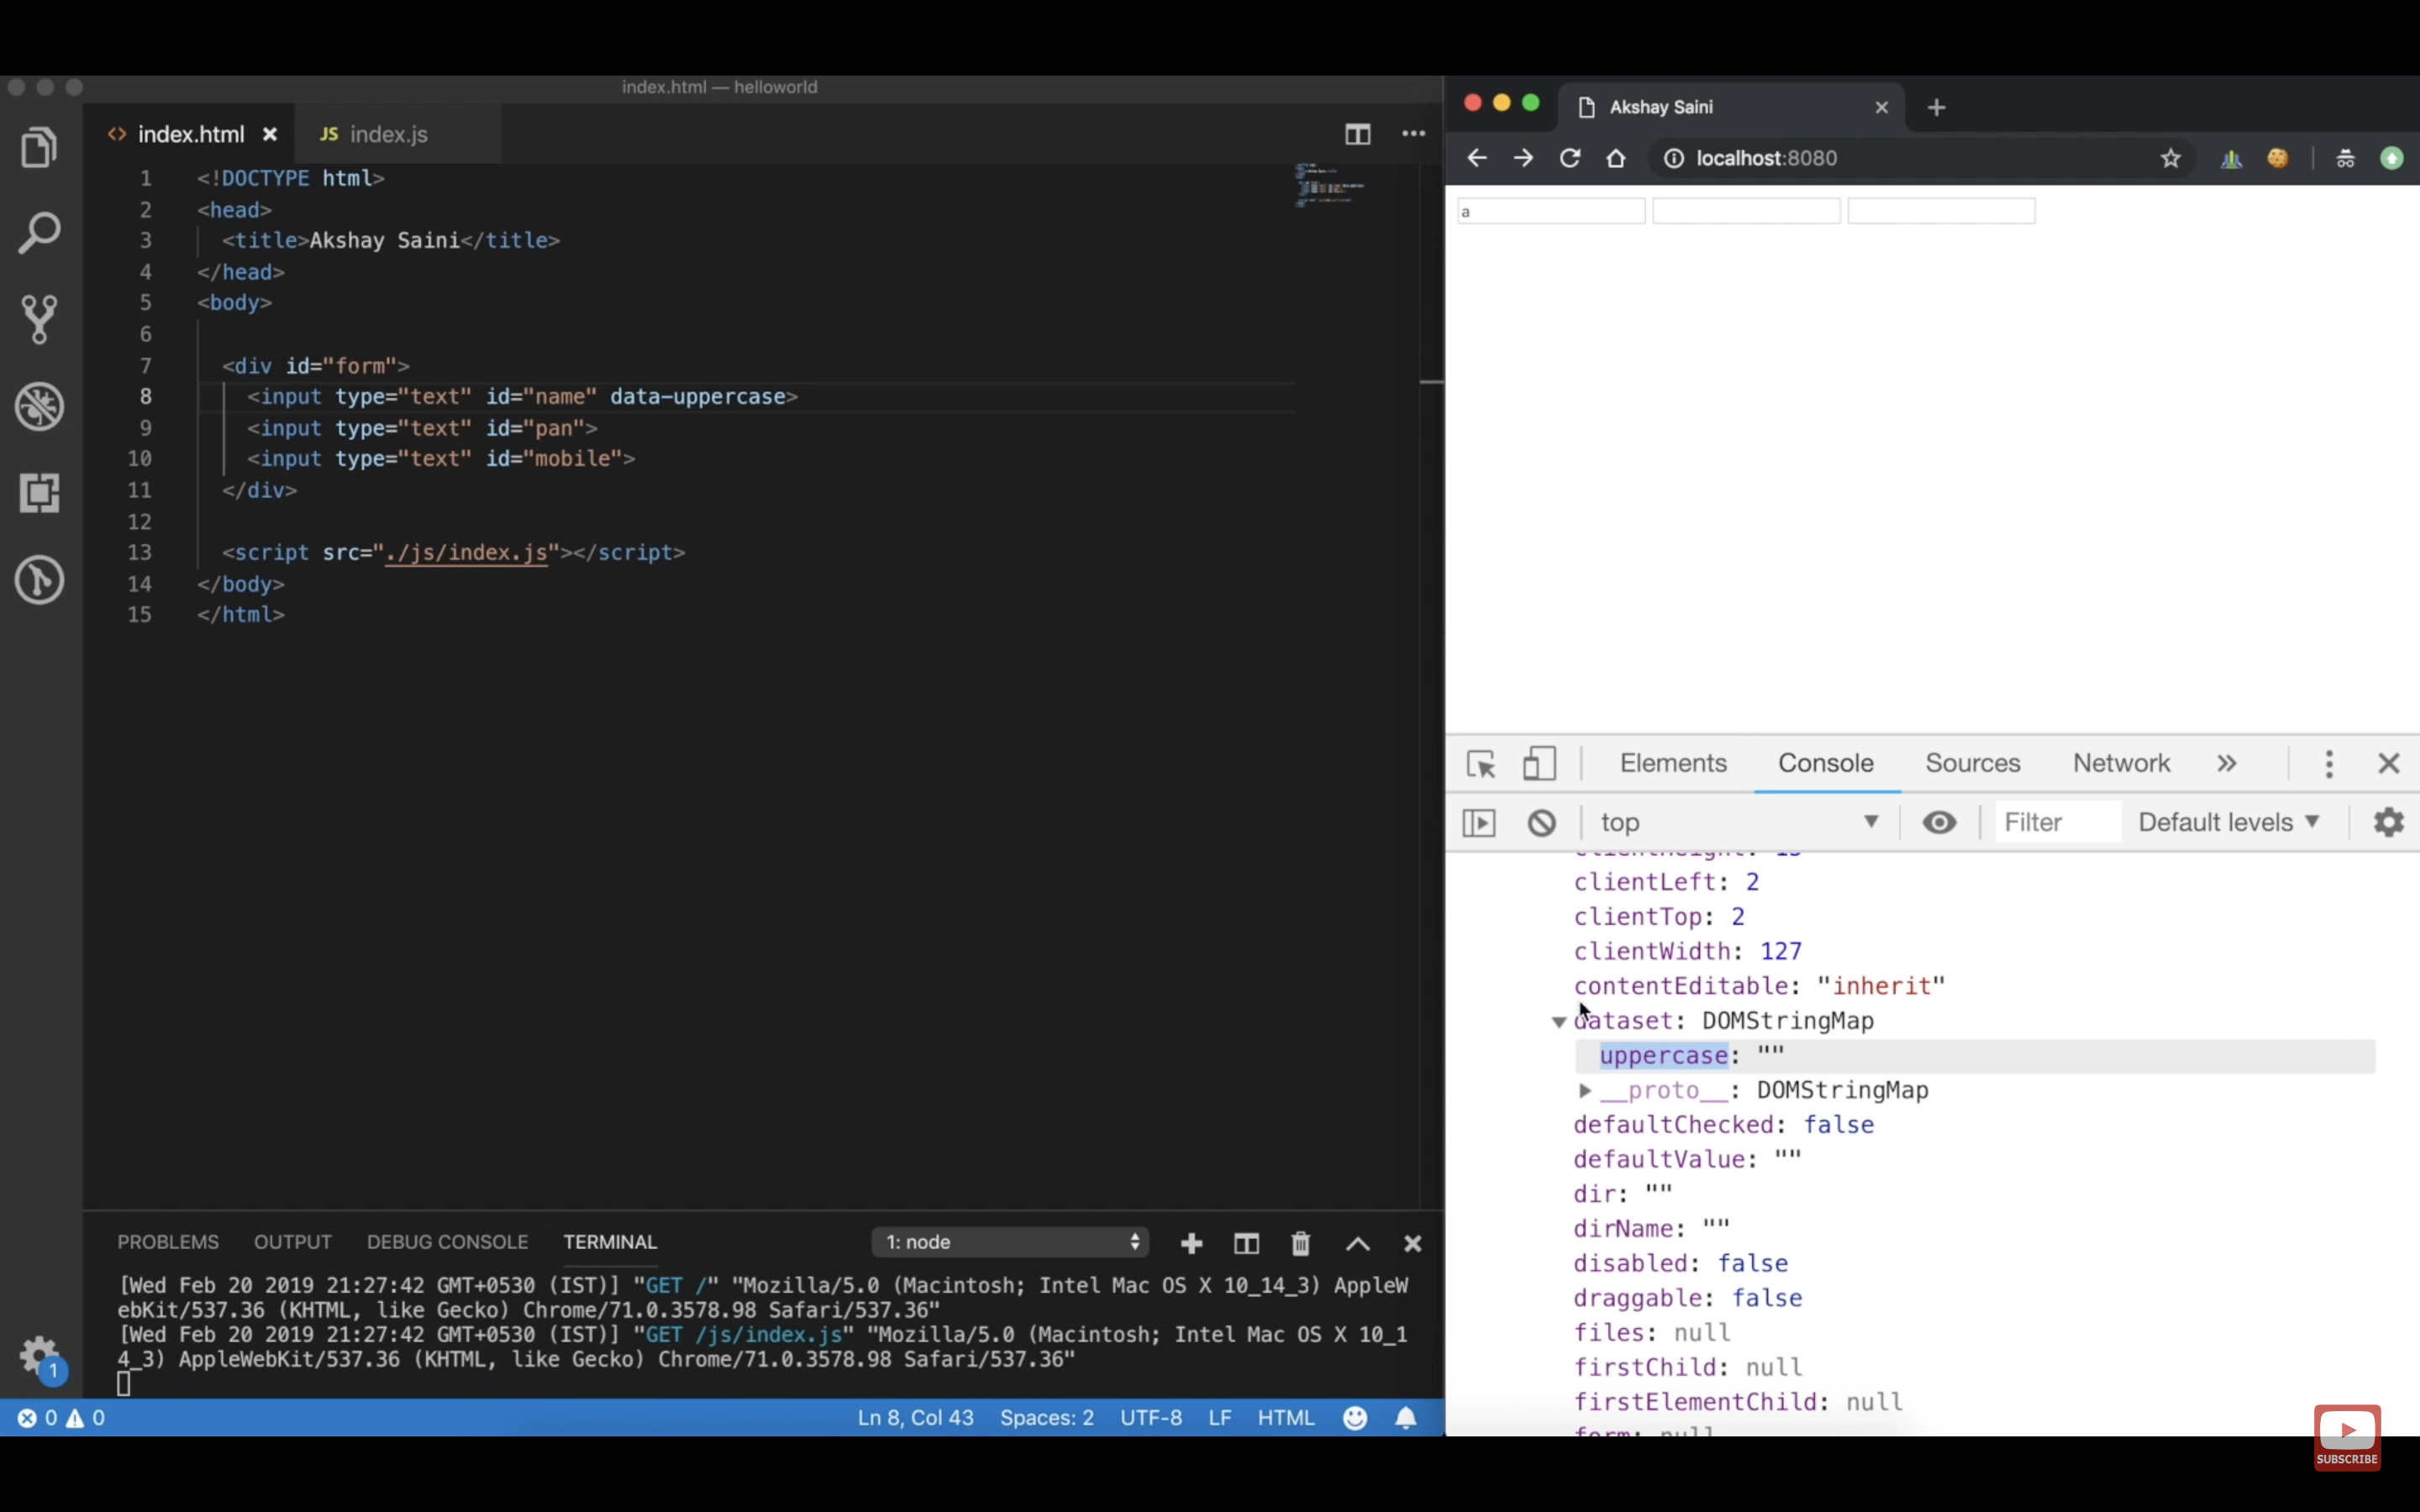 index.html — helloworld
index.html
JS index.js
1 <!DOCTYPE html>
2 <head>
3 <title>Akshay Saini</title>
4 </head>
5 <body>
6
7 <div id="form">
8 <input type="text" id="name" data-uppercase>
9 <input type="text" id="pan">
10 <input type="text" id="mobile">
11 </div>
12
13 <script src="./js/index.js"></script>
14 </body>
15 </html>
PROBLEMS OUTPUT DEBUG CONSOLE TERMINAL 1: node
[Wed Feb 20 2019 21:27:42 GMT+0530 (IST)] "GET /" "Mozilla/5.0 (Macintosh; Intel Mac OS X 10_14_3) AppleW
ebKit/537.36 (KHTML, like Gecko) Chrome/71.0.3578.98 Safari/537.36"
[Wed Feb 20 2019 21:27:42 GMT+0530 (IST)] "GET /js/index.js" "Mozilla/5.0 (Macintosh; Intel Mac OS X 10_1
4_3) AppleWebKit/537.36 (KHTML, like Gecko) Chrome/71.0.3578.98 Safari/537.36"
1
0 0 Ln 8, Col 43 Spaces: 2 UTF-8 LF HTML
Akshay Saini
localhost:8080
a
Elements Console Sources Network
top Filter Default levels
clientLeft: 2
clientTop: 2
clientWidth: 127
contentEditable: "inherit"
dataset: DOMStringMap
uppercase: ""
__proto__: DOMStringMap
defaultChecked: false
defaultValue: ""
dir: ""
dirName: ""
disabled: false
draggable: false
files: null
firstChild: null
firstElementChild: null
SUBSCRIBE